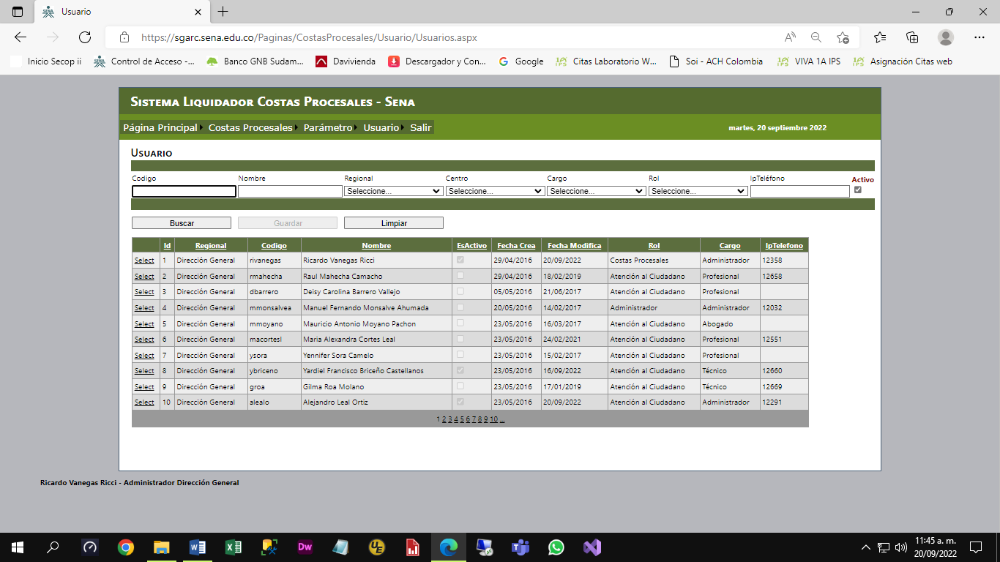 Usuario
https://sgarc.sena.edu.co/Paginas/CostasProcesales/Usuario/Usuarios.aspx
Inicio Secop ii Control de Acceso -... Banco GNB Sudam... Davivienda Descargador y Con... Google Citas Laboratorio W... Soi - ACH Colombia VIVA 1A IPS Asignación Citas web
Sistema Liquidador Costas Procesales - Sena
Página Principal Costas Procesales Parámetro Usuario Salir martes, 20 septiembre 2022
Usuario
Codigo Nombre Regional Centro Cargo Rol IpTeléfono Activo
Seleccione... Seleccione... Seleccione... Seleccione...
Buscar Guardar Limpiar
Id Regional Codigo Nombre EsActivo Fecha Crea Fecha Modifica Rol Cargo IpTelefono
Select 1 Dirección General rivanegas Ricardo Vanegas Ricci 29/04/2016 20/09/2022 Costas Procesales Administrador 12358
Select 2 Dirección General rmahecha Raul Mahecha Camacho 29/04/2016 18/02/2019 Atención al Ciudadano Profesional 12658
Select 3 Dirección General dbarrero Deisy Carolina Barrero Vallejo 05/05/2016 21/06/2017 Atención al Ciudadano Profesional
Select 4 Dirección General mmonsalvea Manuel Fernando Monsalve Ahumada 20/05/2016 14/02/2017 Administrador Administrador 12032
Select 5 Dirección General mmoyano Mauricio Antonio Moyano Pachon 23/05/2016 16/03/2017 Atención al Ciudadano Abogado
Select 6 Dirección General macortesl Maria Alexandra Cortes Leal 23/05/2016 24/02/2021 Atención al Ciudadano Profesional 12551
Select 7 Dirección General ysora Yennifer Sora Camelo 23/05/2016 15/02/2017 Atención al Ciudadano Profesional
Select 8 Dirección General ybriceno Yardiel Francisco Briceño Castellanos 23/05/2016 16/09/2022 Atención al Ciudadano Técnico 12660
Select 9 Dirección General groa Gilma Roa Molano 23/05/2016 17/01/2019 Atención al Ciudadano Técnico 12669
Select 10 Dirección General alealo Alejandro Leal Ortiz 23/05/2016 20/09/2022 Atención al Ciudadano Administrador 12291
1 2 3 4 5 6 7 8 9 10 ...
Ricardo Vanegas Ricci - Administrador Dirección General
11:45 a. m.
20/09/2022